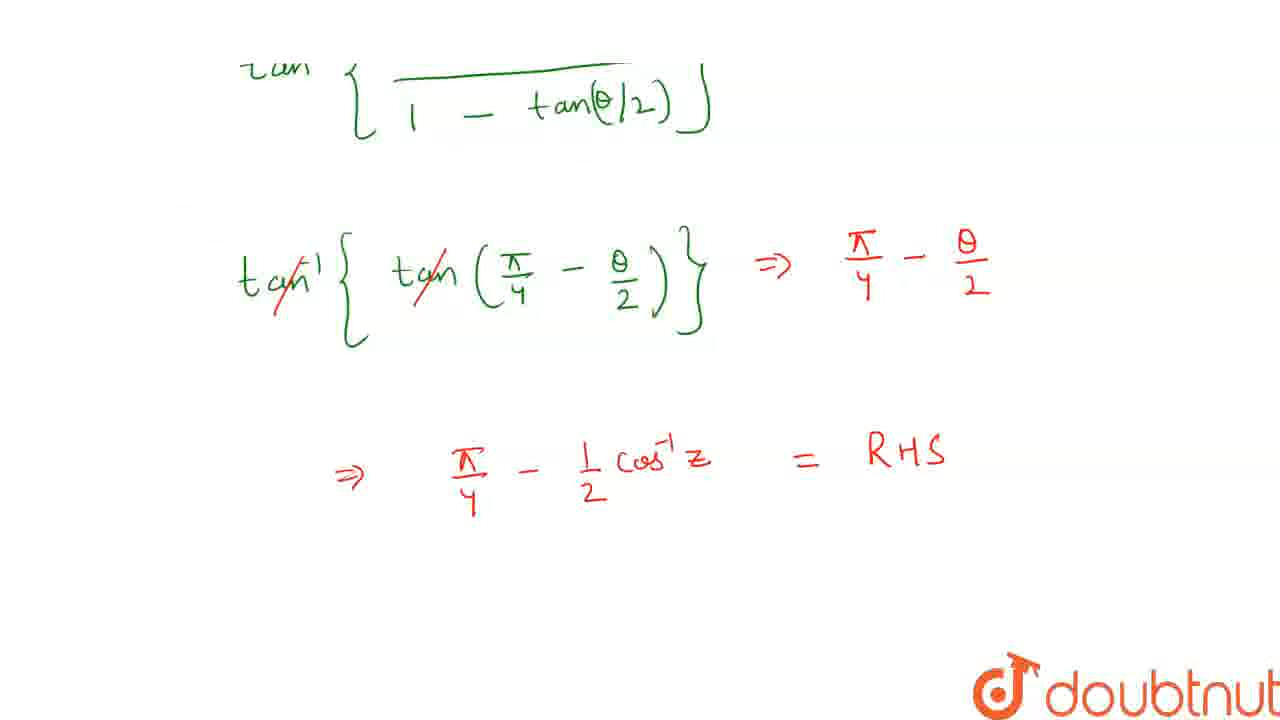 tan { ─────────
1 - tan(θ/2) }
tan⁻¹ { tan ( π/4 - θ/2 ) } ⇒ π/4 - θ/2
⇒ π/4 - 1/2 cos⁻¹ z = RHS
doubtnut